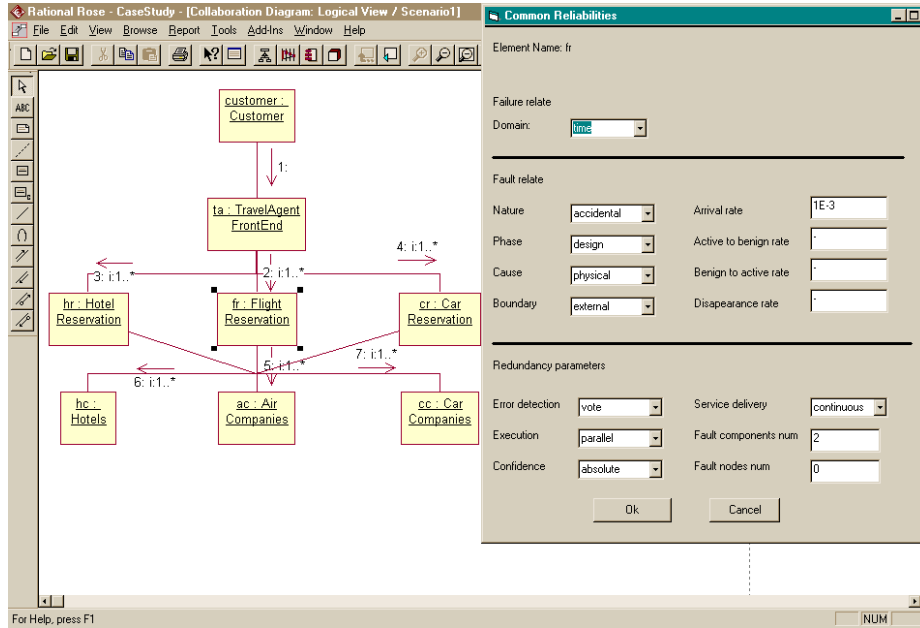 Rational Rose - CaseStudy - [Collaboration Diagram: Logical View / Scenario1]
File Edit View Browse Report Tools Add-Ins Window Help
ABC
customer :
Customer
1:
ta : TravelAgent
FrontEnd
4: i:1..*
3: i:1..*
2: i:1..*
hr : Hotel
Reservation
fr : Flight
Reservation
cr : Car
Reservation
7: i:1..*
5: i:1..*
6: i:1..*
hc :
Hotels
ac : Air
Companies
cc : Car
Companies
For Help, press F1
NUM
Common Reliabilities
Element Name: fr
Failure relate
Domain: time
Fault relate
Nature accidental Arrival rate 1E-3
Phase design Active to benign rate -
Cause physical Benign to active rate -
Boundary external Disapearance rate -
Redundancy parameters
Error detection vote Service delivery continuous
Execution parallel Fault components num 2
Confidence absolute Fault nodes num 0
Ok Cancel